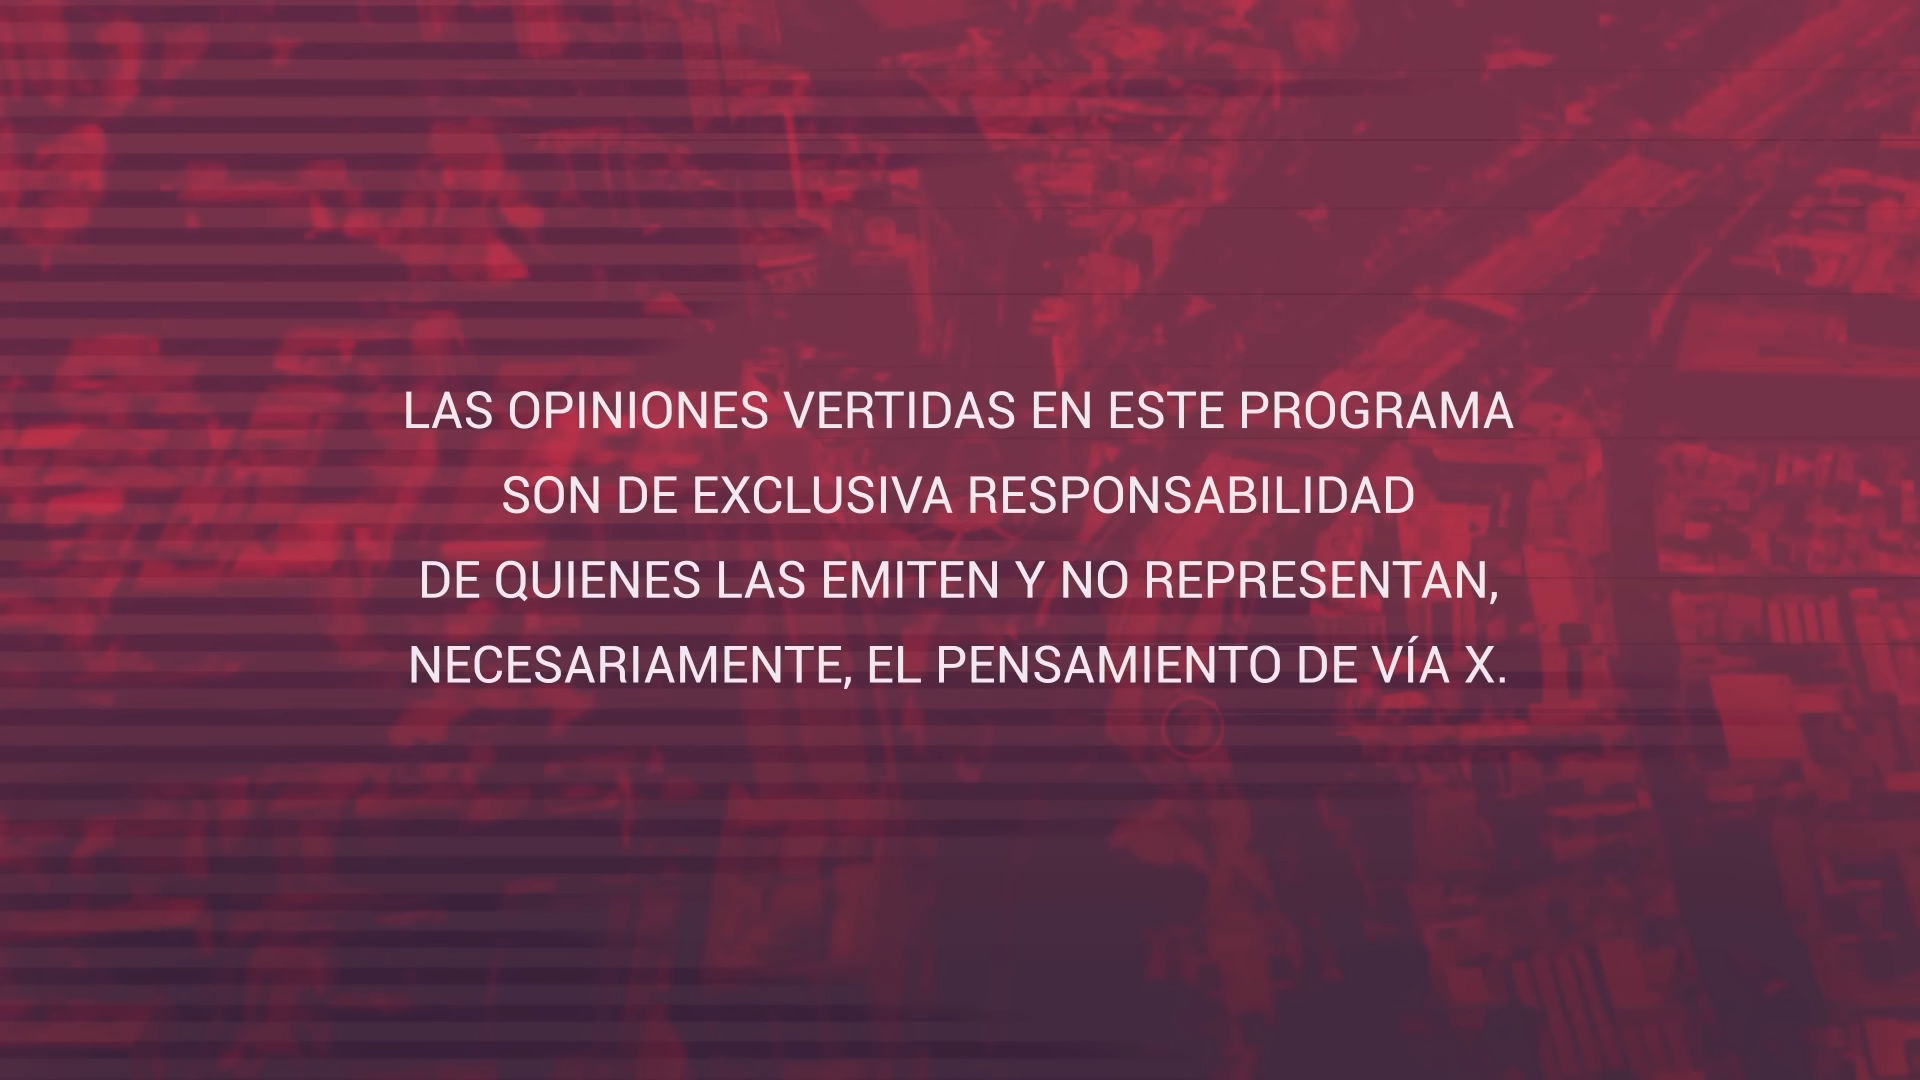 LAS OPINIONES VERTIDAS EN ESTE PROGRAMA
SON DE EXCLUSIVA RESPONSABILIDAD
DE QUIENES LAS EMITEN Y NO REPRESENTAN,
NECESARIAMENTE, EL PENSAMIENTO DE VÍA X.